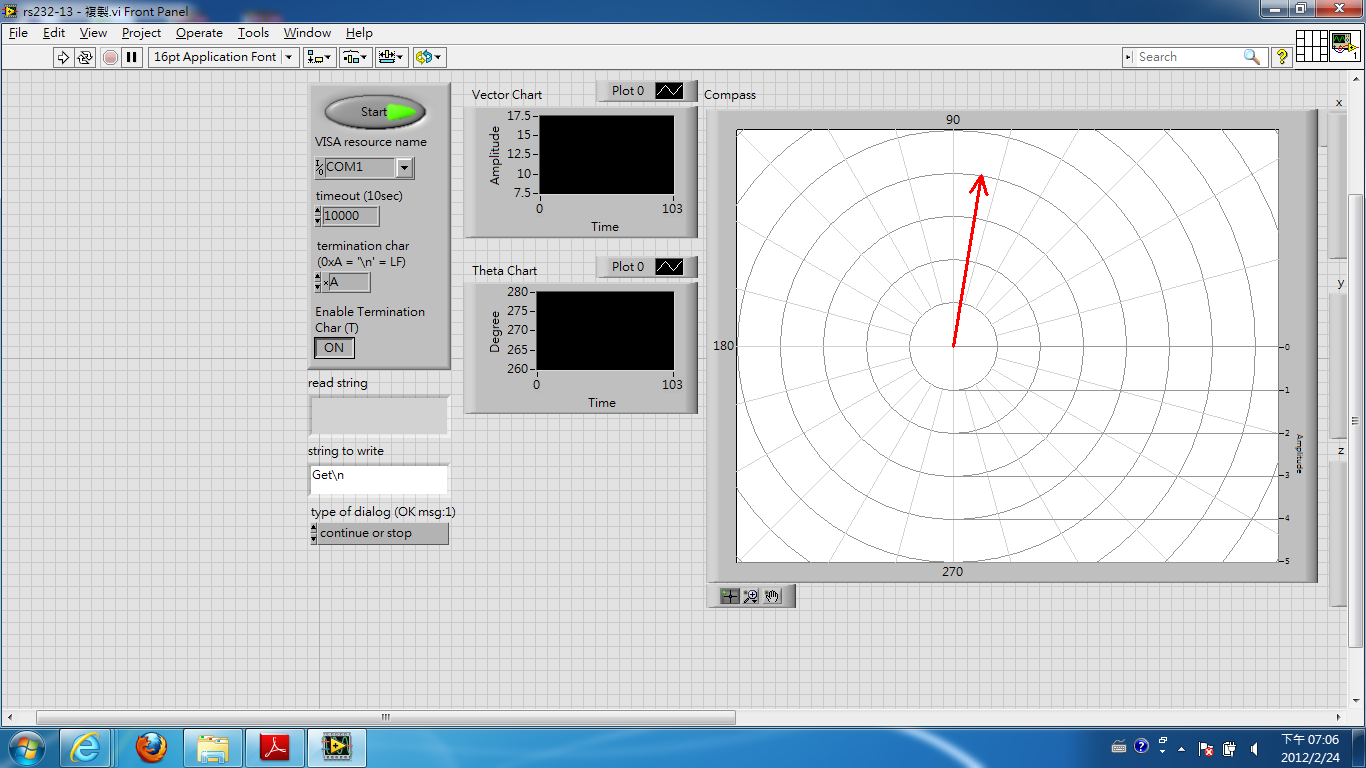 rs232-13 - 複製.vi Front Panel
File Edit View Project Operate Tools Window Help
16pt Application Font
Search
1
Start
VISA resource name
COM1
timeout (10sec)
10000
termination char
(0xA = '\n' = LF)
×A
Enable Termination
Char (T)
ON
read string
string to write
Get\n
type of dialog (OK msg:1)
continue or stop
Vector Chart
Plot 0
Amplitude
17.5
15
12.5
10
7.5
0
103
Time
Theta Chart
Plot 0
Degree
280
275
270
265
260
0
103
Time
Compass
90
180
270
0
1
2
3
4
5
Amplitude
x
y
z
下午 07:06
2012/2/24